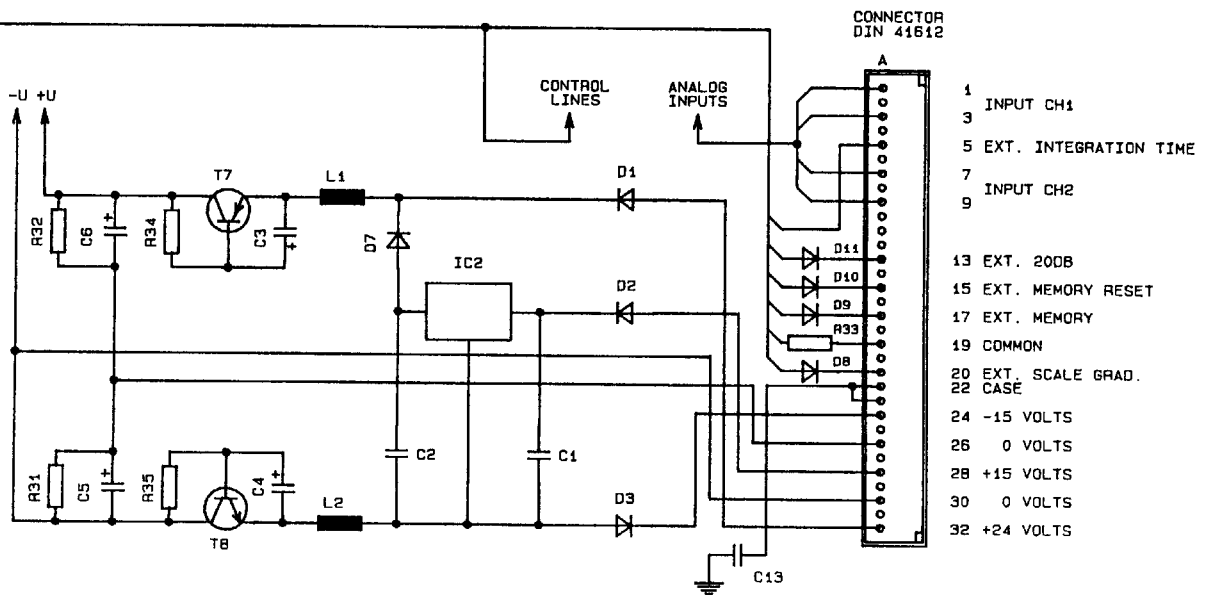 CONNECTOR
DIN 41612
A
-U +U
CONTROL
LINES
ANALOG
INPUTS
1
INPUT CH1
3
5 EXT. INTEGRATION TIME
7
INPUT CH2
9
T7
L1
D1
R32
C6
R34
C3
D7
D11
13 EXT. 20DB
IC2
D2
D10
15 EXT. MEMORY RESET
D9
17 EXT. MEMORY
R33
19 COMMON
D8
20 EXT. SCALE GRAD.
22 CASE
24 -15 VOLTS
26 0 VOLTS
28 +15 VOLTS
30 0 VOLTS
32 +24 VOLTS
R31
C5
R35
C4
C2
C1
L2
D3
T8
C13